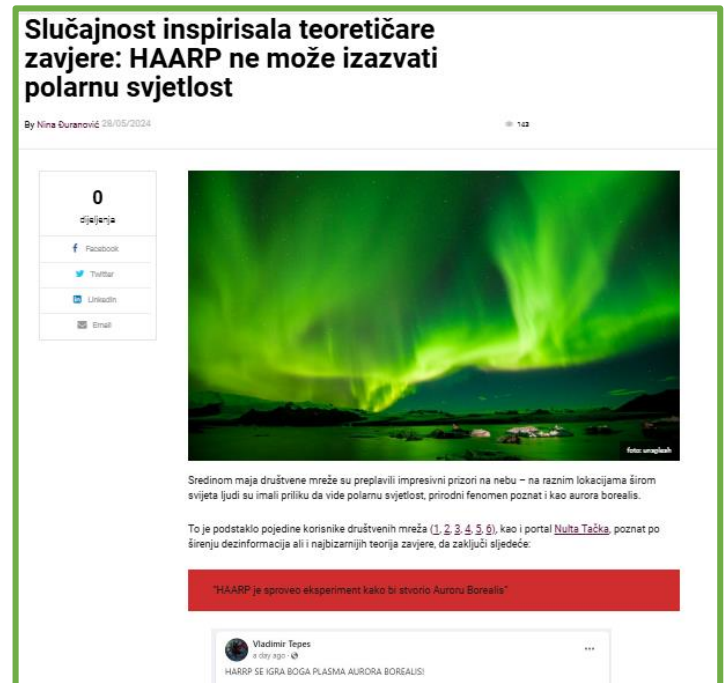 Slučajnost inspirisala teoretičare
zavjere: HAARP ne može izazvati
polarnu svjetlost
By Nina Đuranović 28/05/2024
143
0
dijeljenja
Facebook
Twitter
LinkedIn
Email
foto: unsplash
Sredinom maja društvene mreže su preplavili impresivni prizori na nebu – na raznim lokacijama širom
svijeta ljudi su imali priliku da vide polarnu svjetlost, prirodni fenomen poznat i kao aurora borealis.
To je podstaklo pojedine korisnike društvenih mreža (1, 2, 3, 4, 5, 6), kao i portal Nulta Tačka, poznat po
širenju dezinformacija ali i najbizarnijih teorija zavjere, da zaključi sljedeće:
"HAARP je sproveo eksperiment kako bi stvorio Auroru Borealis"
Vladimir Tepes
a day ago
HARRP SE IGRA BOGA PLASMA AURORA BOREALIS!